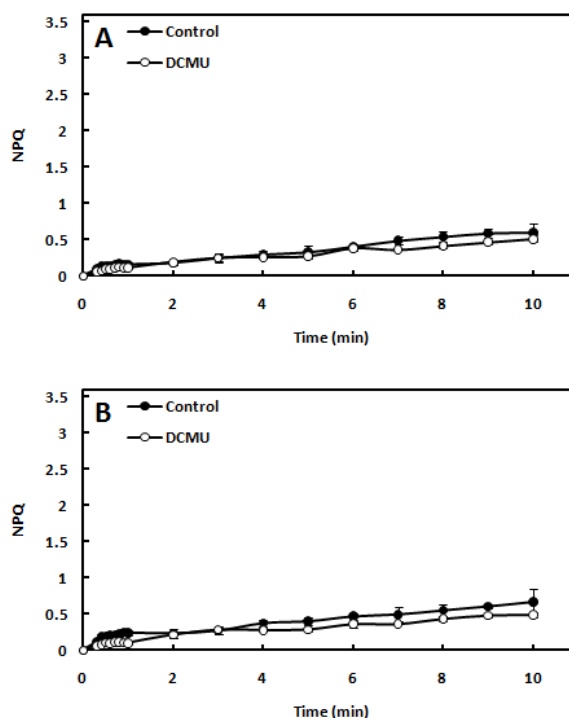 A
Control
DCMU
3.5
3
2.5
2
1.5
1
0.5
0
NPQ
0 2 4 6 8 10
Time (min)
B
Control
DCMU
3.5
3
2.5
2
1.5
1
0.5
0
NPQ
0 2 4 6 8 10
Time (min)